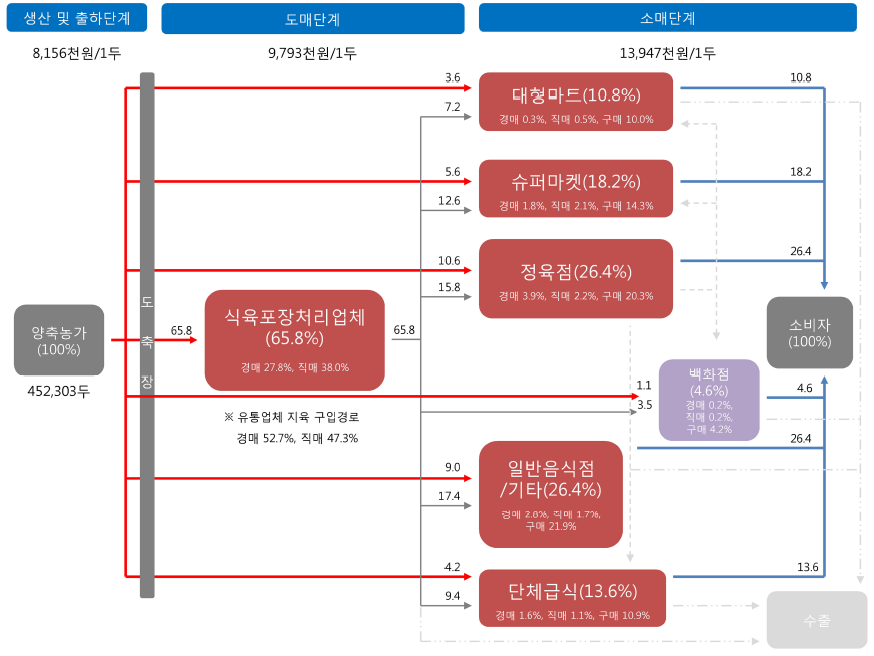 생산 및 출하단계
도매단계
소매단계
8,156천원/1두
9,793천원/1두
13,947천원/1두
3.6
대형마트(10.8%)
경매 0.3%, 직매 0.5%, 구매 10.0%
10.8
7.2
5.6
슈퍼마켓(18.2%)
경매 1.8%, 직매 2.1%, 구매 14.3%
18.2
12.6
10.6
정육점(26.4%)
경매 3.9%, 직매 2.2%, 구매 20.3%
26.4
15.8
양축농가
(100%)
452,303두
도
축
장
65.8
식육포장처리업체
(65.8%)
경매 27.8%, 직매 38.0%
65.8
※ 유통업체 지육 구입경로
경매 52.7%, 직매 47.3%
소비자
(100%)
1.1
3.5
백화점
(4.6%)
경매 0.2%,
직매 0.2%,
구매 4.2%
4.6
26.4
9.0
일반음식점
/기타(26.4%)
경매 2.8%, 직매 1.7%,
구매 21.9%
17.4
4.2
단체급식(13.6%)
경매 1.6%, 직매 1.1%, 구매 10.9%
13.6
9.4
수출